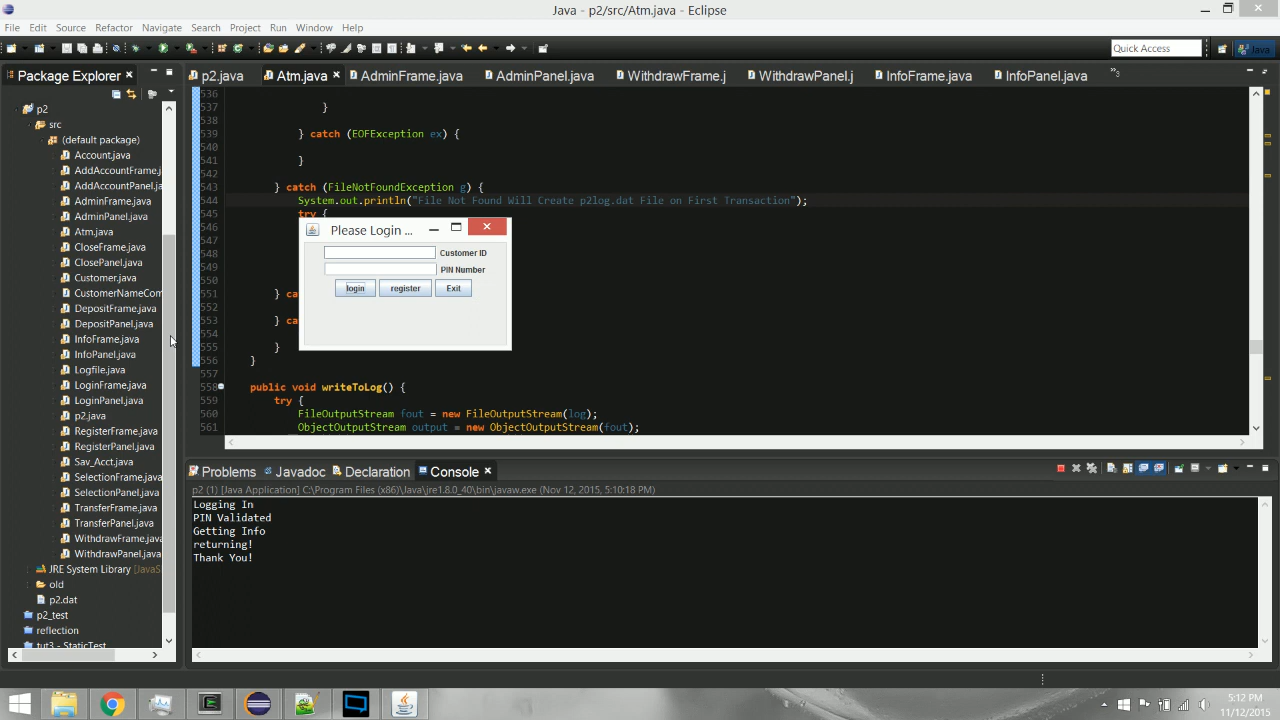 Java - p2/src/Atm.java - Eclipse
File Edit Source Refactor Navigate Search Project Run Window Help
Quick Access
Java
Package Explorer
p2.java
Atm.java
AdminFrame.java
AdminPanel.java
WithdrawFrame.j
WithdrawPanel.j
InfoFrame.java
InfoPanel.java
»3
p2
src
(default package)
Account.java
AddAccountFrame.j
AddAccountPanel.ja
AdminFrame.java
AdminPanel.java
Atm.java
CloseFrame.java
ClosePanel.java
Customer.java
CustomerNameCom
DepositFrame.java
DepositPanel.java
InfoFrame.java
InfoPanel.java
Logfile.java
LoginFrame.java
LoginPanel.java
p2.java
RegisterFrame.java
RegisterPanel.java
Sav_Acct.java
SelectionFrame.java
SelectionPanel.java
TransferFrame.java
TransferPanel.java
WithdrawFrame.java
WithdrawPanel.java
JRE System Library [JavaS
old
p2.dat
p2_test
reflection
tut3 - StaticTest
536
537 }
538
539 } catch (EOFException ex) {
540
541 }
542
543 } catch (FileNotFoundException g) {
544 System.out.println("File Not Found Will Create p2log.dat File on First Transaction");
545 try {
546
547
548
549
550
551 } ca
552
553 } ca
554
555 }
556 }
558 public void writeToLog() {
559 try {
560 FileOutputStream fout = new FileOutputStream(log);
561 ObjectOutputStream output = new ObjectOutputStream(fout);
Please Login ...
Customer ID
PIN Number
login register Exit
Problems Javadoc Declaration Console
p2 (1) [Java Application] C:\Program Files (x86)\Java\jre1.8.0_40\bin\javaw.exe (Nov 12, 2015, 5:10:18 PM)
Logging In
PIN Validated
Getting Info
returning!
Thank You!
5:12 PM
11/12/2015